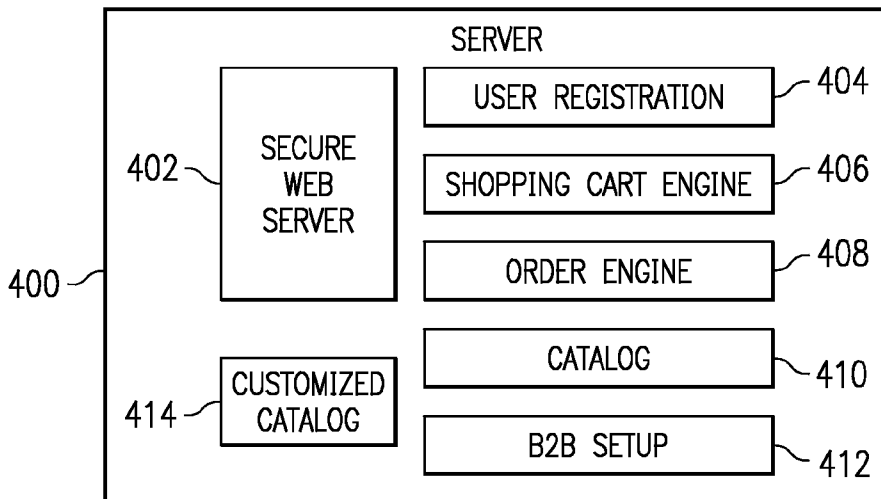 SERVER
SECURE
WEB
SERVER
402
400
CUSTOMIZED
CATALOG
414
USER REGISTRATION
404
SHOPPING CART ENGINE
406
ORDER ENGINE
408
CATALOG
410
B2B SETUP
412